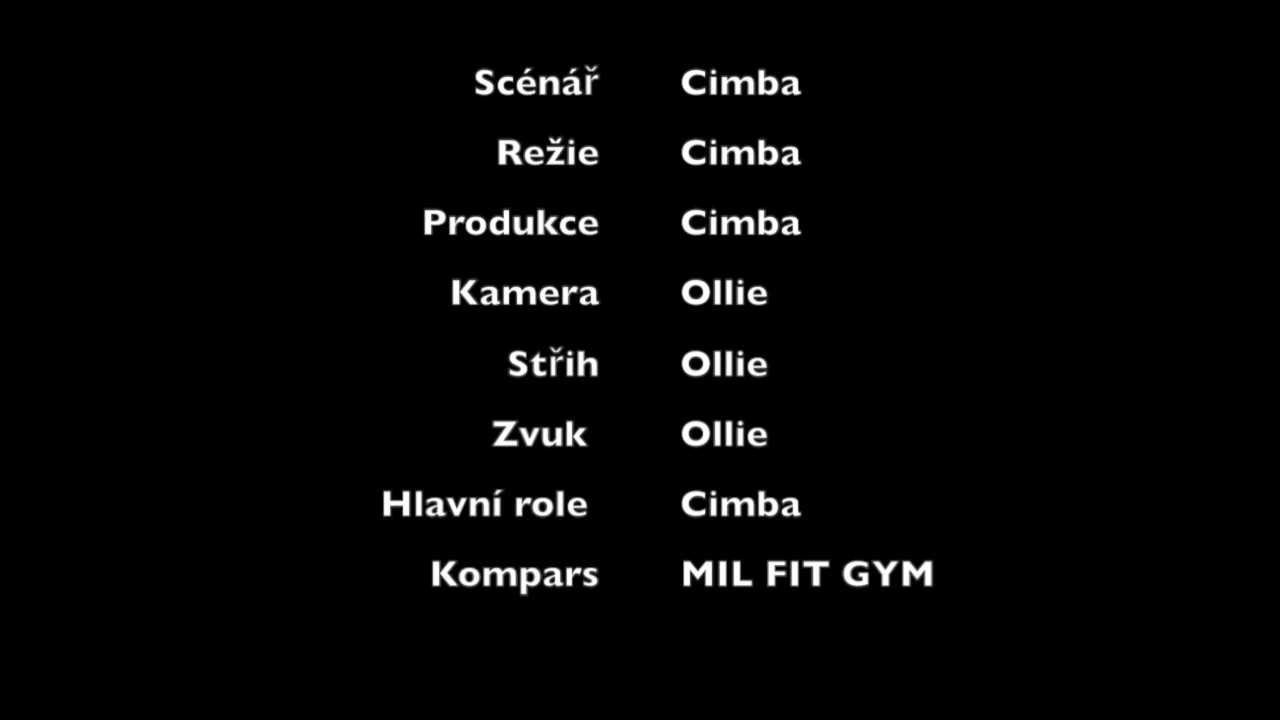 Scénář Cimba
Režie Cimba
Produkce Cimba
Kamera Ollie
Střih Ollie
Zvuk Ollie
Hlavní role Cimba
Kompars MIL FIT GYM